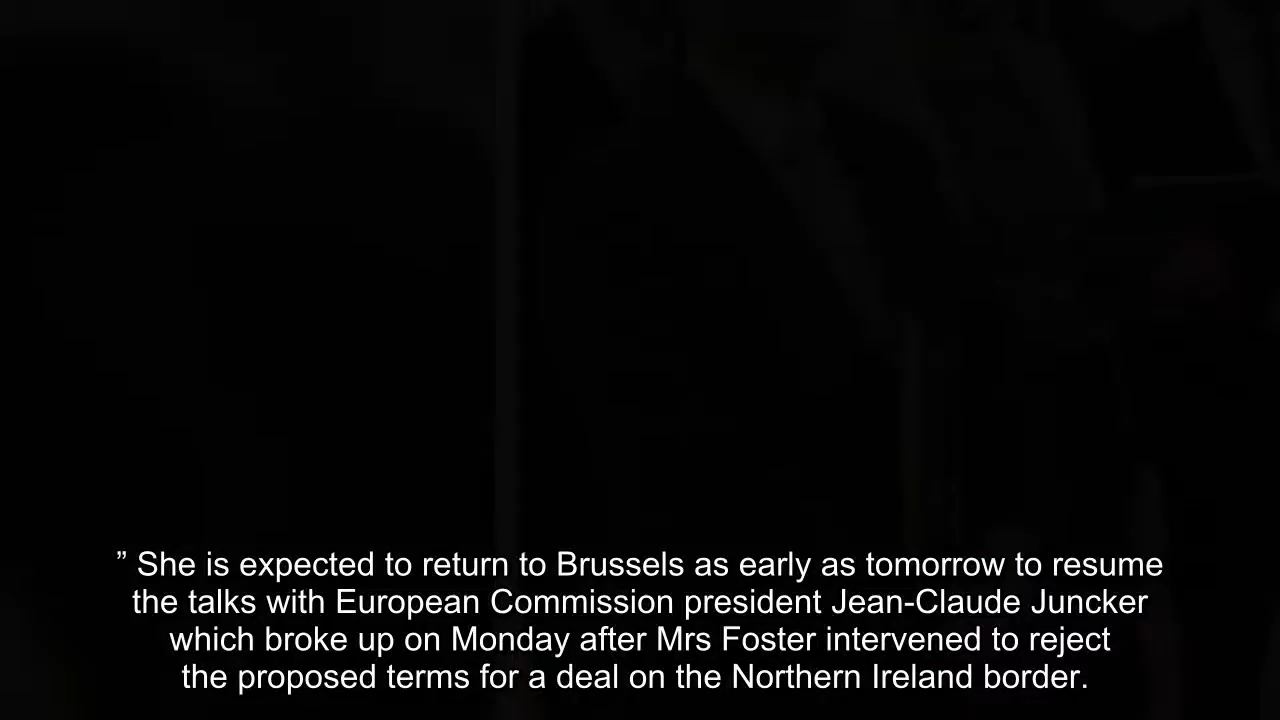 ” She is expected to return to Brussels as early as tomorrow to resume
the talks with European Commission president Jean-Claude Juncker
which broke up on Monday after Mrs Foster intervened to reject
the proposed terms for a deal on the Northern Ireland border.